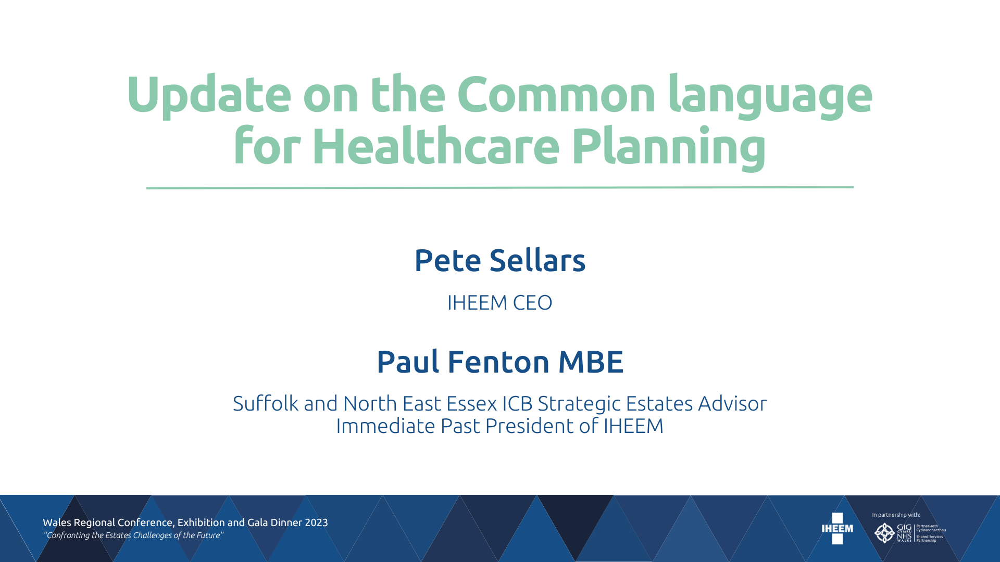 Update on the Common language
for Healthcare Planning
Pete Sellars
IHEEM CEO
Paul Fenton MBE
Suffolk and North East Essex ICB Strategic Estates Advisor
Immediate Past President of IHEEM
Wales Regional Conference, Exhibition and Gala Dinner 2023
"Confronting the Estates Challenges of the Future"
IHEEM
In partnership with:
GIG
CYMRU
NHS
WALES
Partneriaeth
Cydwasanaethau
Shared Services
Partnership